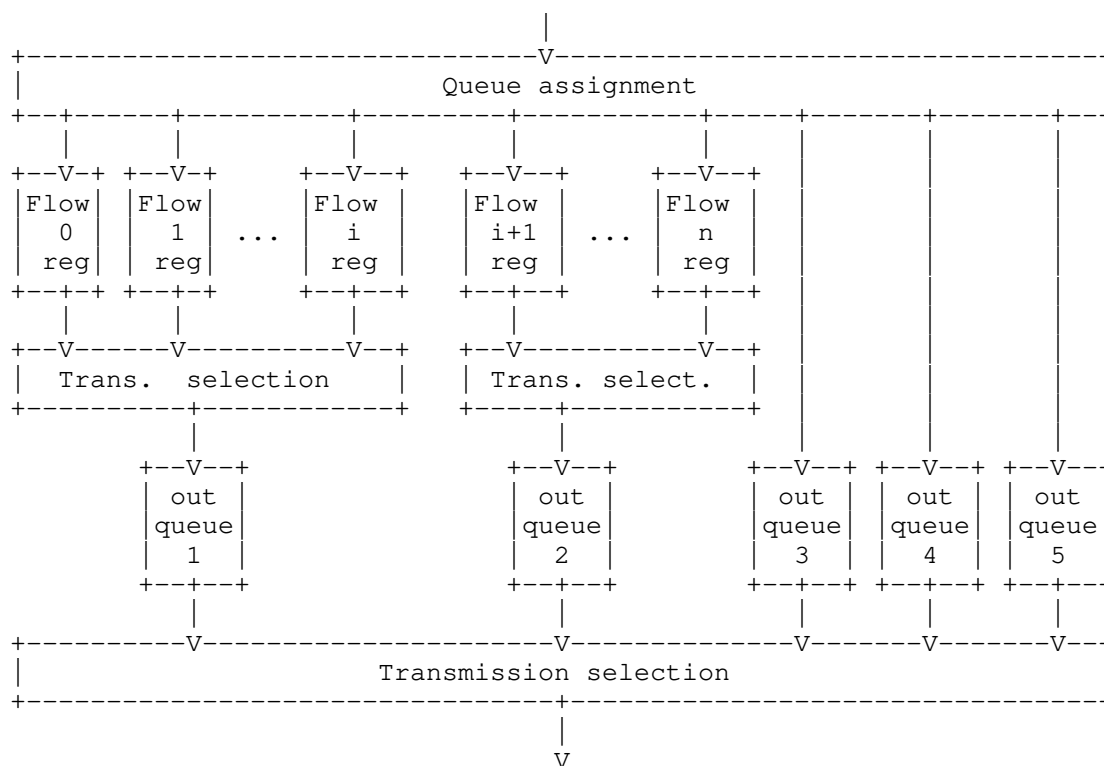 Queue assignment
Flow Flow Flow Flow Flow
0 1 ... i i+1 ... n
reg reg reg reg reg
Trans. selection Trans. select.
out out out out out
queue queue queue queue queue
1 2 3 4 5
Transmission selection